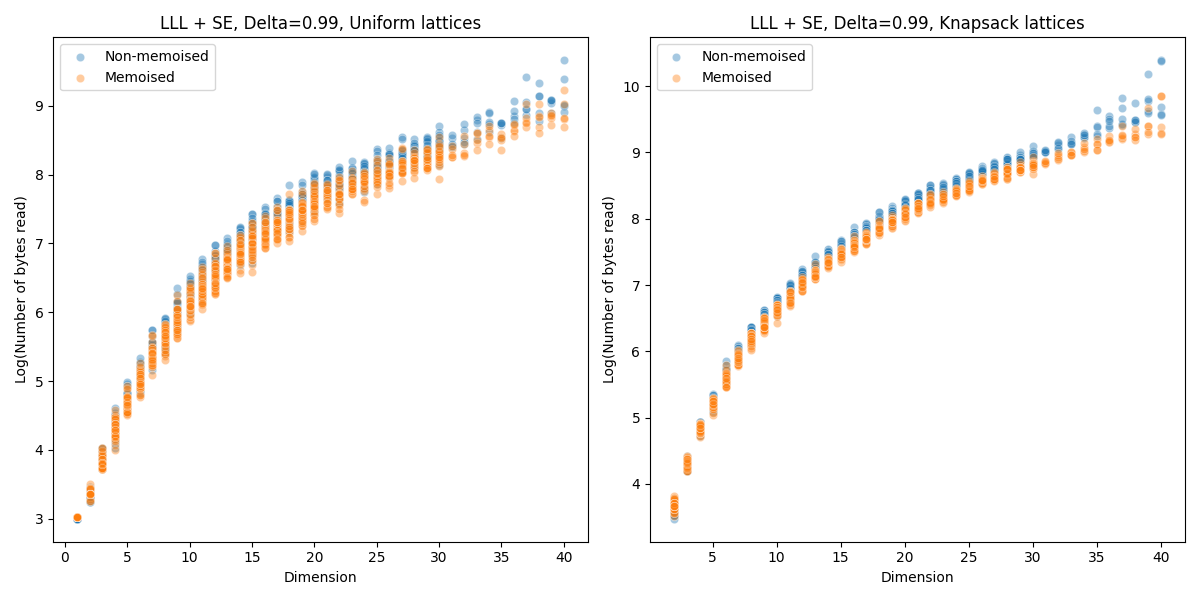 LLL + SE, Delta=0.99, Uniform lattices
Non-memoised
Memoised
Log(Number of bytes read)
9
8
7
6
5
4
3
0 5 10 15 20 25 30 35 40
Dimension
LLL + SE, Delta=0.99, Knapsack lattices
Non-memoised
Memoised
Log(Number of bytes read)
10
9
8
7
6
5
4
5 10 15 20 25 30 35 40
Dimension